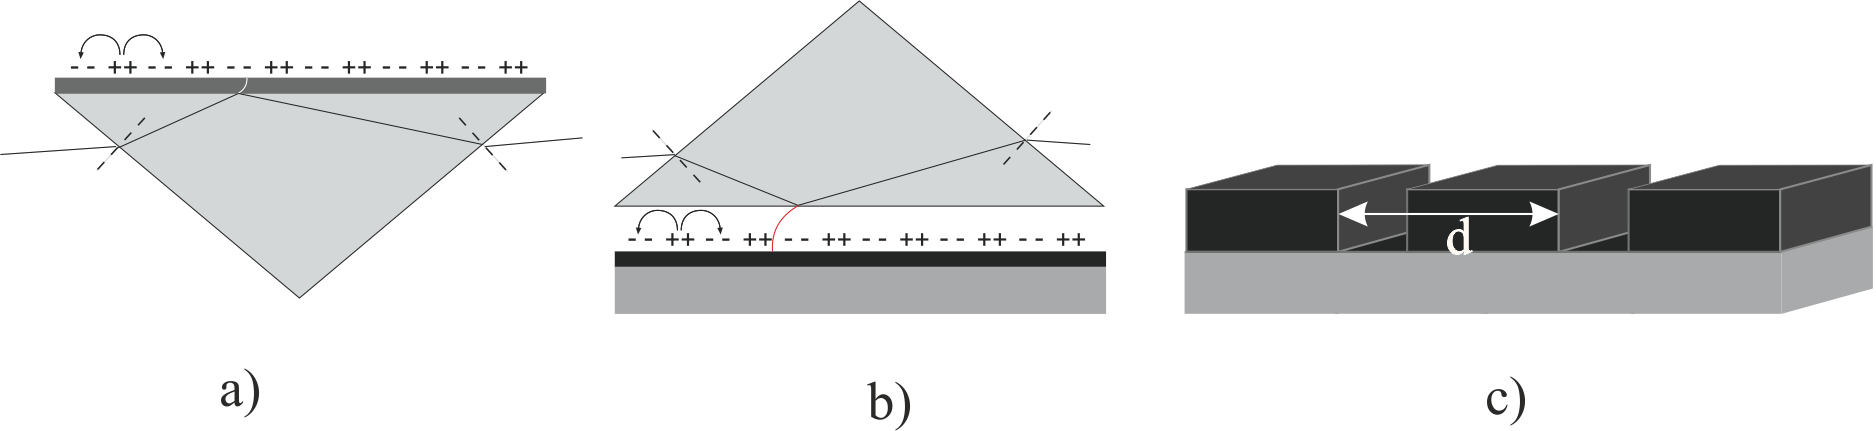 -- ++ -- ++ -- ++ -- ++ -- ++ -- ++
-- ++ -- ++ -- ++ -- ++ -- ++ -- ++
d
a) b) c)